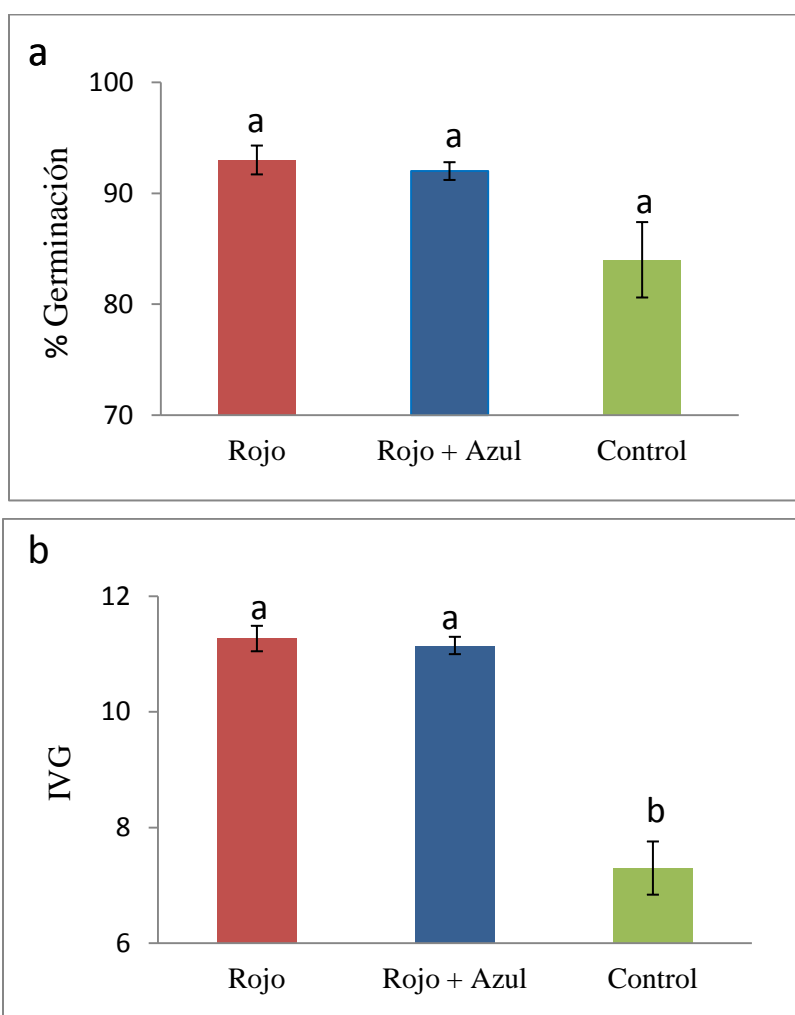 a
100
90
80
70
% Germinación
a
a
a
Rojo
Rojo + Azul
Control
b
12
10
8
6
IVG
a
a
b
Rojo
Rojo + Azul
Control